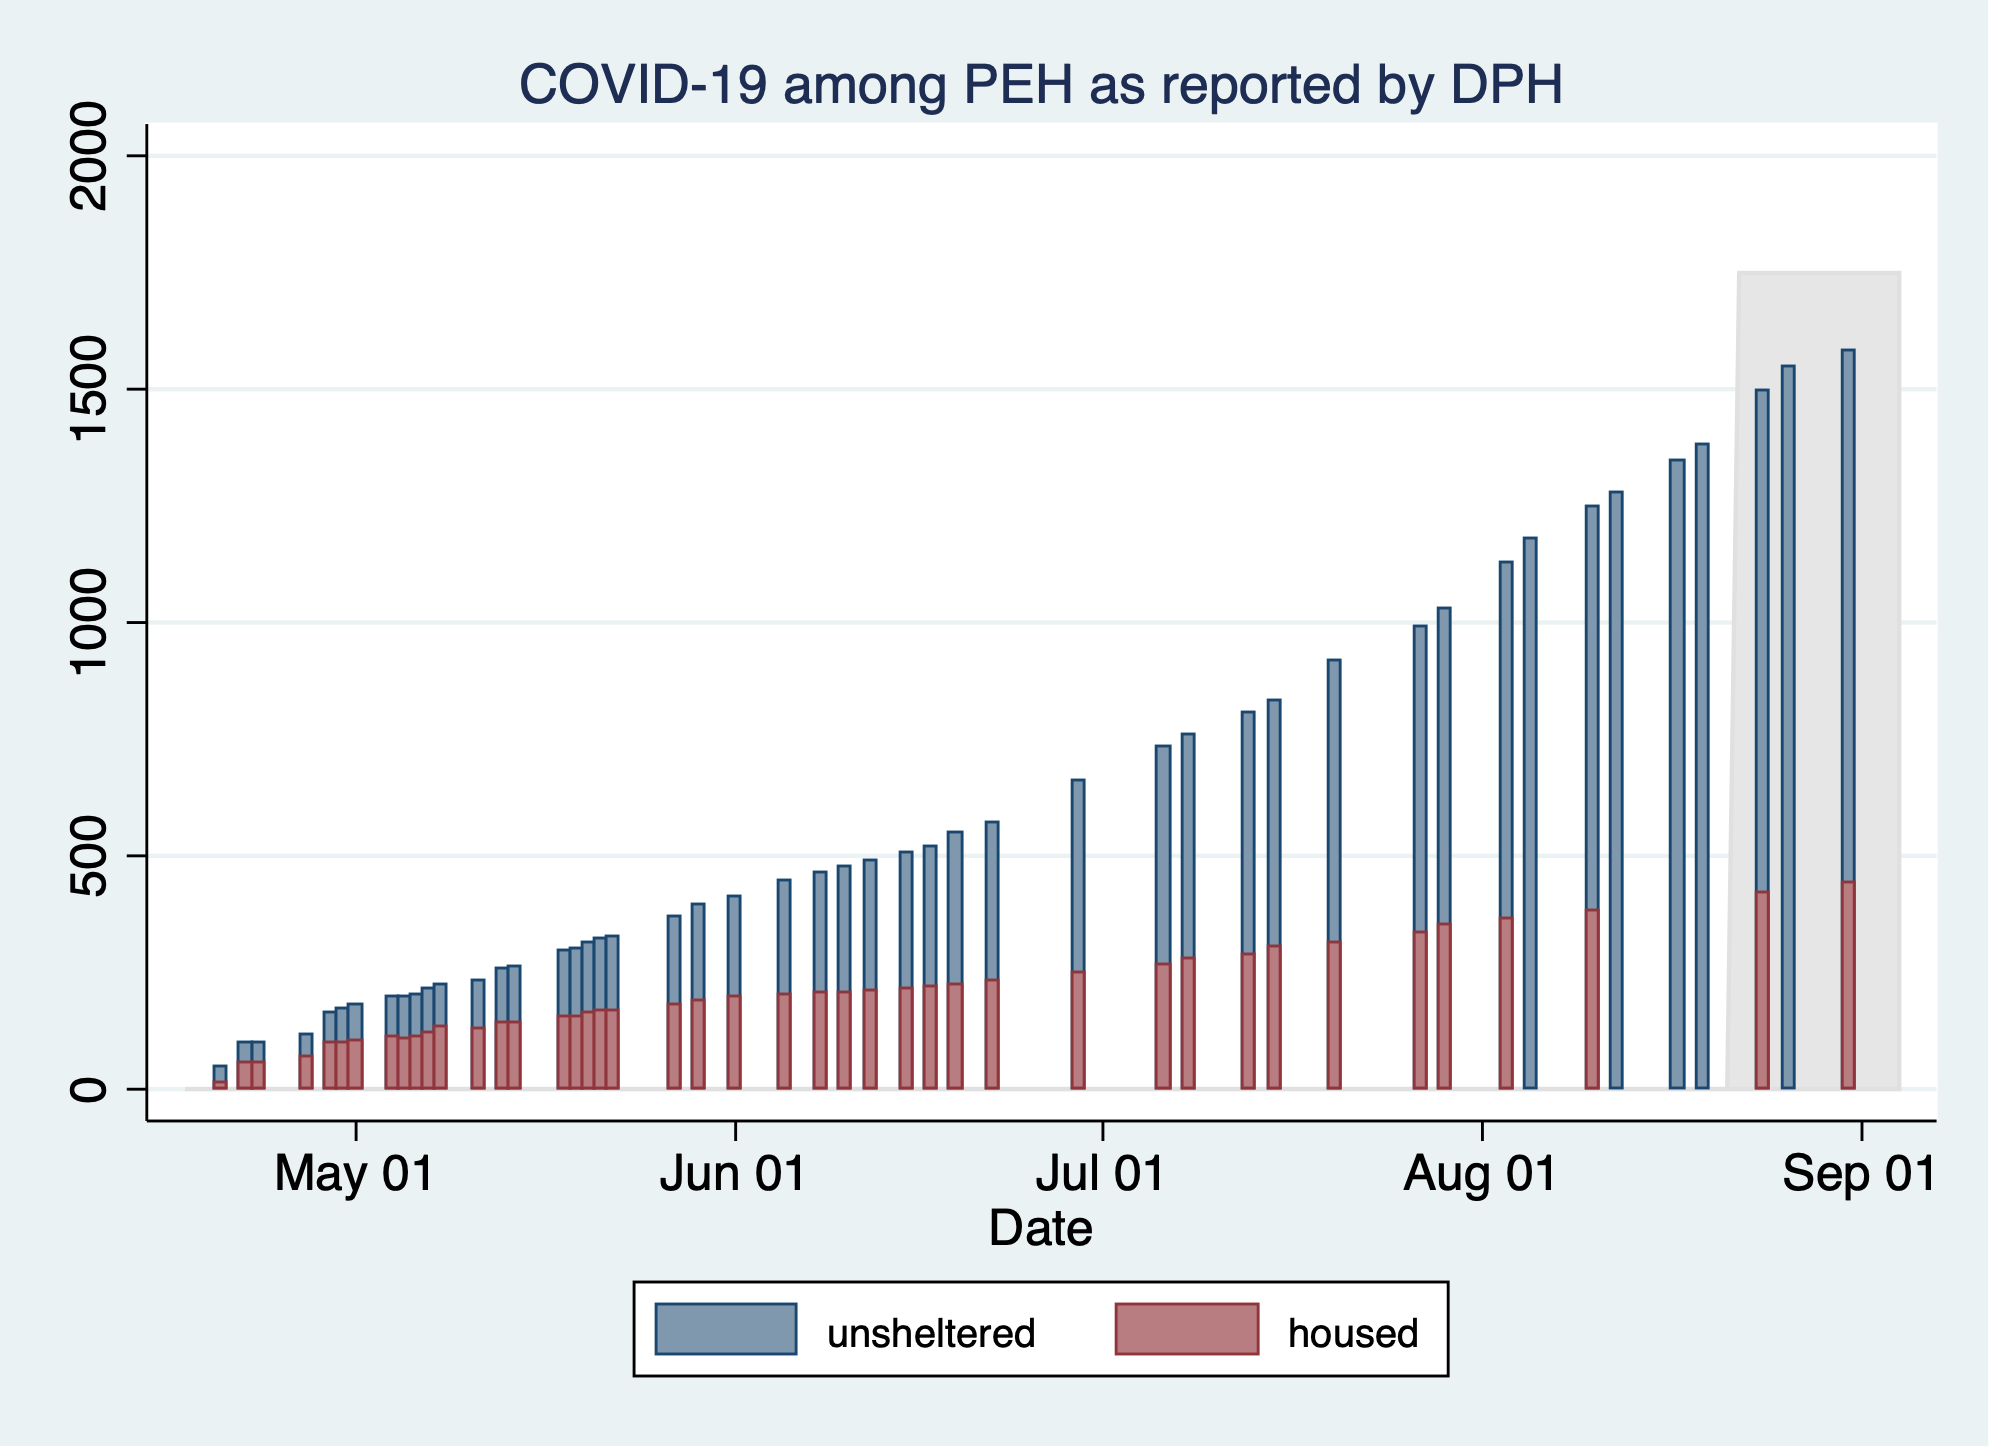 COVID-19 among PEH as reported by DPH
2000
1500
1000
500
0
May 01 Jun 01 Jul 01 Aug 01 Sep 01
Date
unsheltered housed